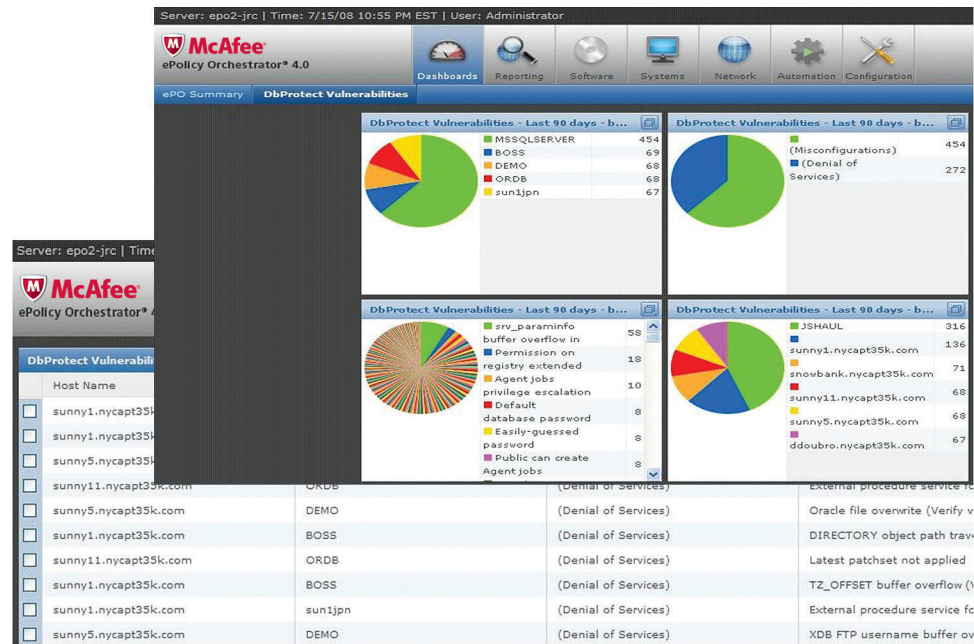 Server: epo2-jrc | Time: 7/15/08 10:55 PM EST | User: Administrator
McAfee
ePolicy Orchestrator® 4.0
Dashboards
Reporting
Software
Systems
Network
Automation
Configuration
ePO Summary
DbProtect Vulnerabilities
DbProtect Vulnerabilities - Last 90 days - b...
MSSQLSERVER 454
BOSS 69
DEMO 68
ORDB 68
sun1jpn 67
DbProtect Vulnerabilities - Last 90 days - b...
(Misconfigurations) 454
(Denial of
Services) 272
DbProtect Vulnerabilities - Last 90 days - b...
srv_paraminfo
buffer overflow in 58
Permission on
registry extended 18
Agent jobs
privilege escalation 10
Default
database password 8
Easily-guessed
password 8
Public can create
Agent jobs 8
DbProtect Vulnerabilities - Last 90 days - b...
JSHAUL 316
sunny1.nycapt35k.com 136
snowbank.nycapt35k.com 71
sunny11.nycapt35k.com 68
sunny5.nycapt35k.com 68
ddoubro.nycapt35k.com 67
Server: epo2-jrc | Time
McAfee
ePolicy Orchestrator® 4
DbProtect Vulnerabili
Host Name
sunny1.nycapt35k
sunny1.nycapt35k
sunny5.nycapt35k
sunny11.nycapt35k.com ORDB (Denial of Services) External procedure service fo
sunny5.nycapt35k.com DEMO (Denial of Services) Oracle file overwrite (Verify v
sunny1.nycapt35k.com BOSS (Denial of Services) DIRECTORY object path trav
sunny11.nycapt35k.com ORDB (Denial of Services) Latest patchset not applied
sunny1.nycapt35k.com BOSS (Denial of Services) TZ_OFFSET buffer overflow (V
sunny1.nycapt35k.com sun1jpn (Denial of Services) External procedure service fo
sunny5.nycapt35k.com DEMO (Denial of Services) XDB FTP username buffer ov